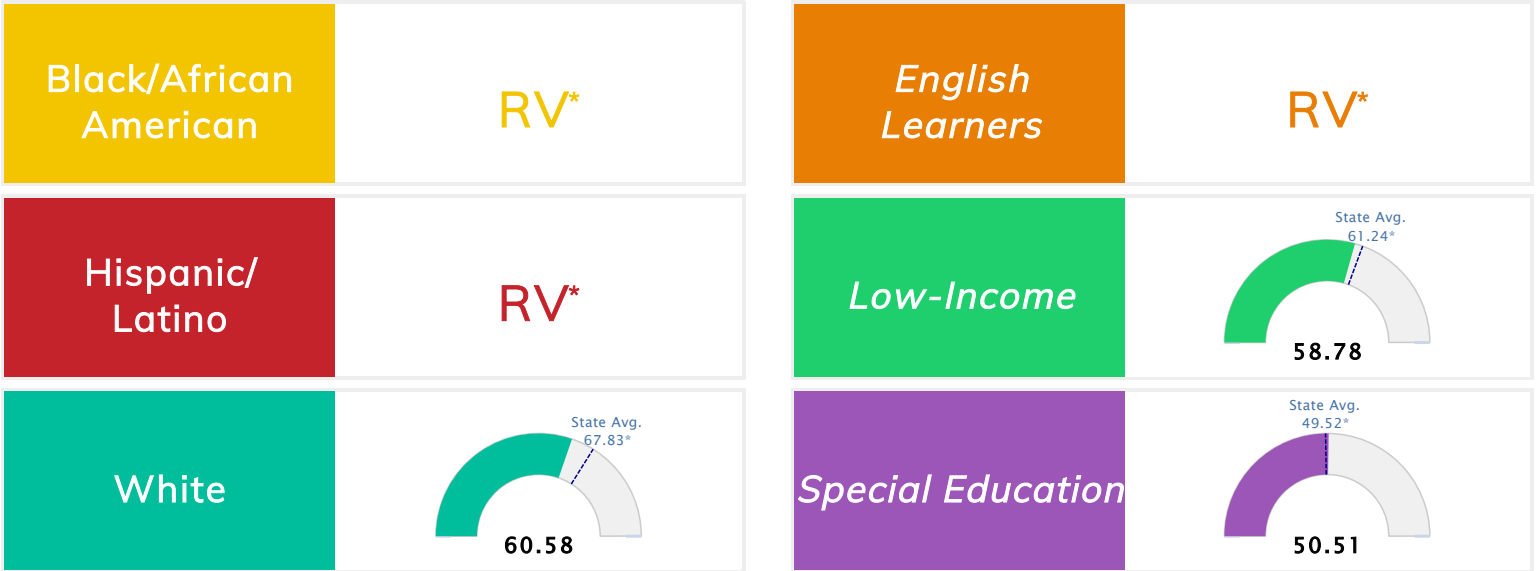 Black/African
American
RV*
English
Learners
RV*
Hispanic/
Latino
RV*
Low-Income
State Avg.
61.24*
58.78
White
State Avg.
67.83*
60.58
Special Education
State Avg.
49.52*
50.51